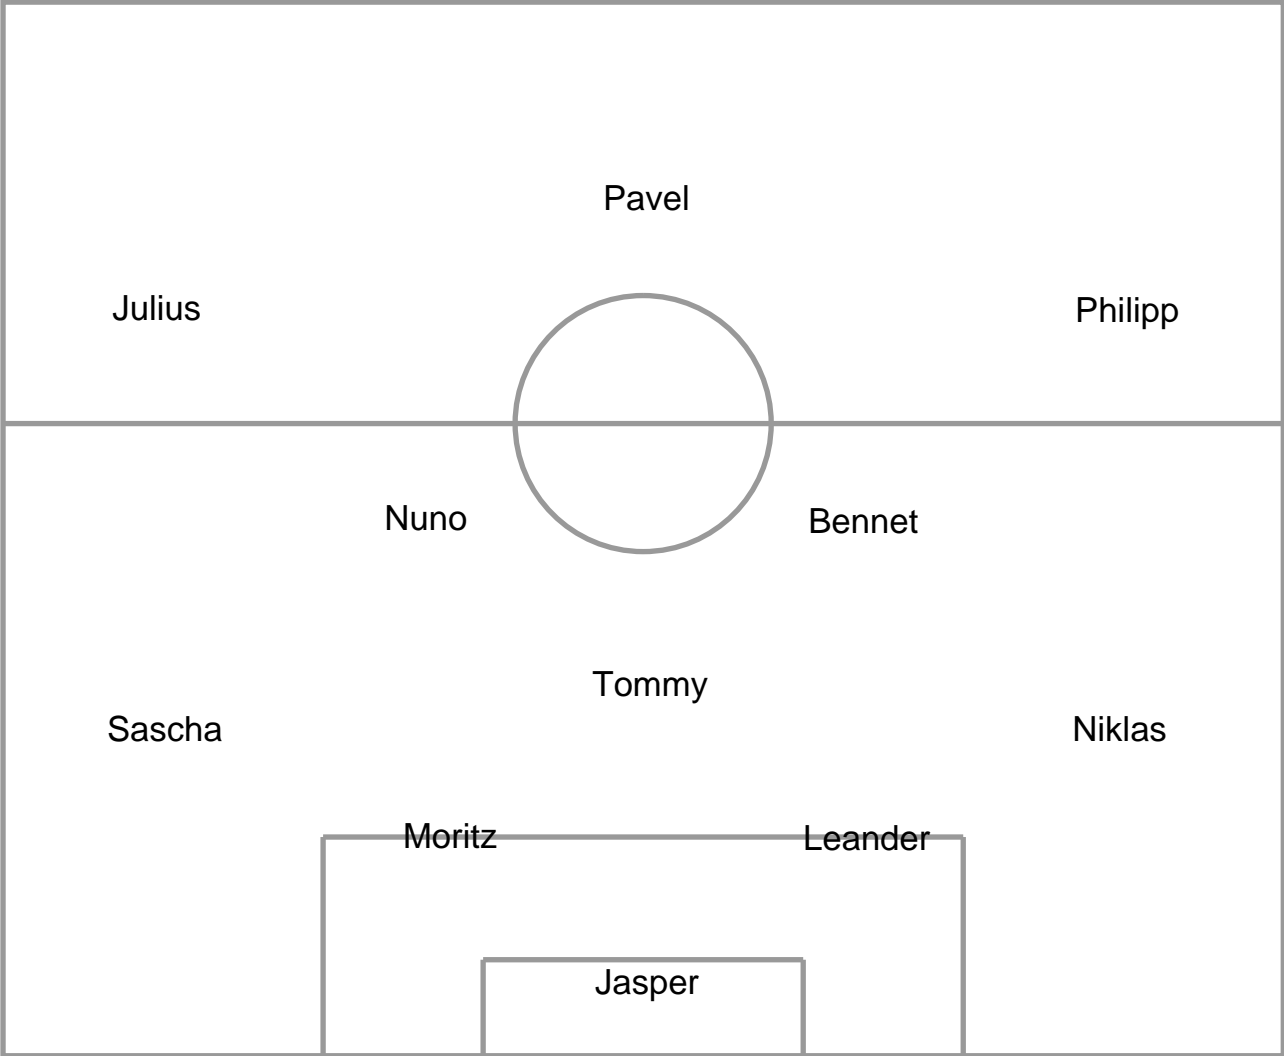 Pavel
Julius
Philipp
Nuno
Bennet
Tommy
Sascha
Niklas
Moritz
Leander
Jasper